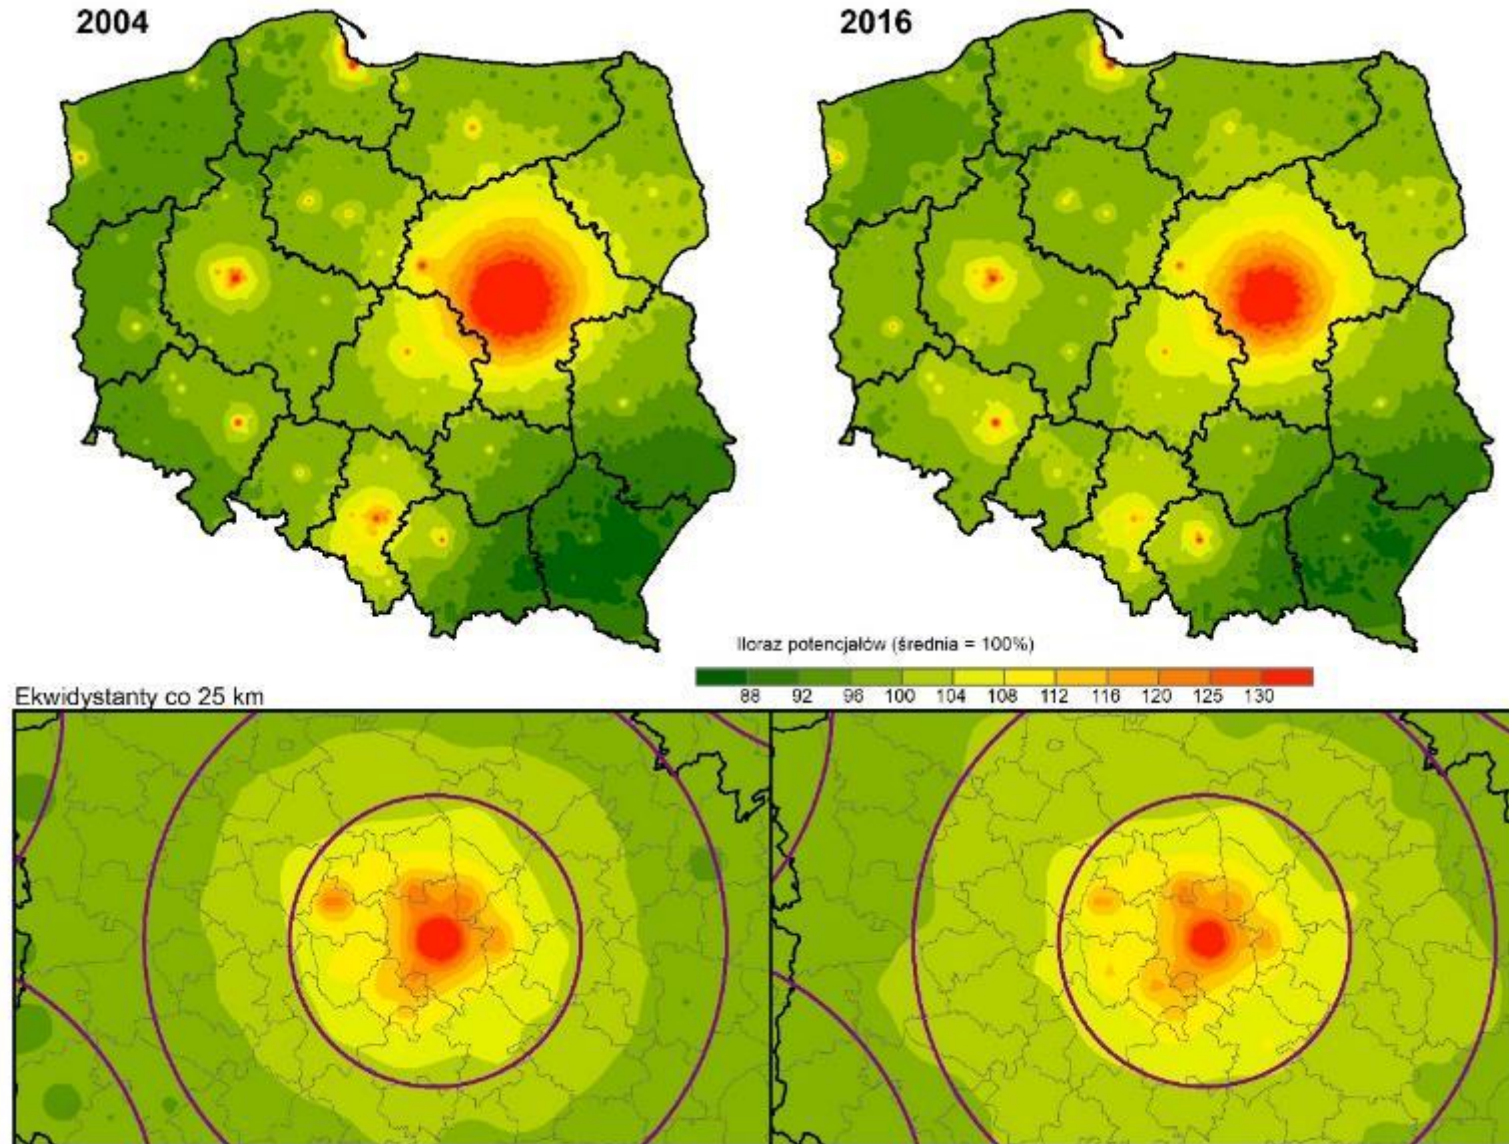 2004
2016
Iloraz potencjałów (średnia = 100%)
88 92 96 100 104 108 112 116 120 125 130
Ekwidystanty co 25 km